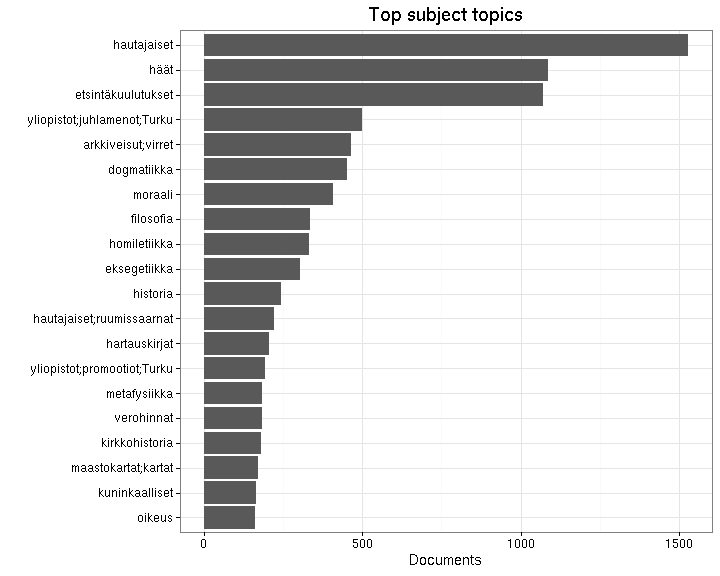 Top subject topics
hautajaiset
häät
etsintäkuulutukset
yliopistot;juhlamenot;Turku
arkkiveisut;virret
dogmatiikka
moraali
filosofia
homiletiikka
eksegetiikka
historia
hautajaiset;ruumissaarnat
hartauskirjat
yliopistot;promootiot;Turku
metafysiikka
verohinnat
kirkkohistoria
maastokartat;kartat
kuninkaalliset
oikeus
0 500 1000 1500
Documents